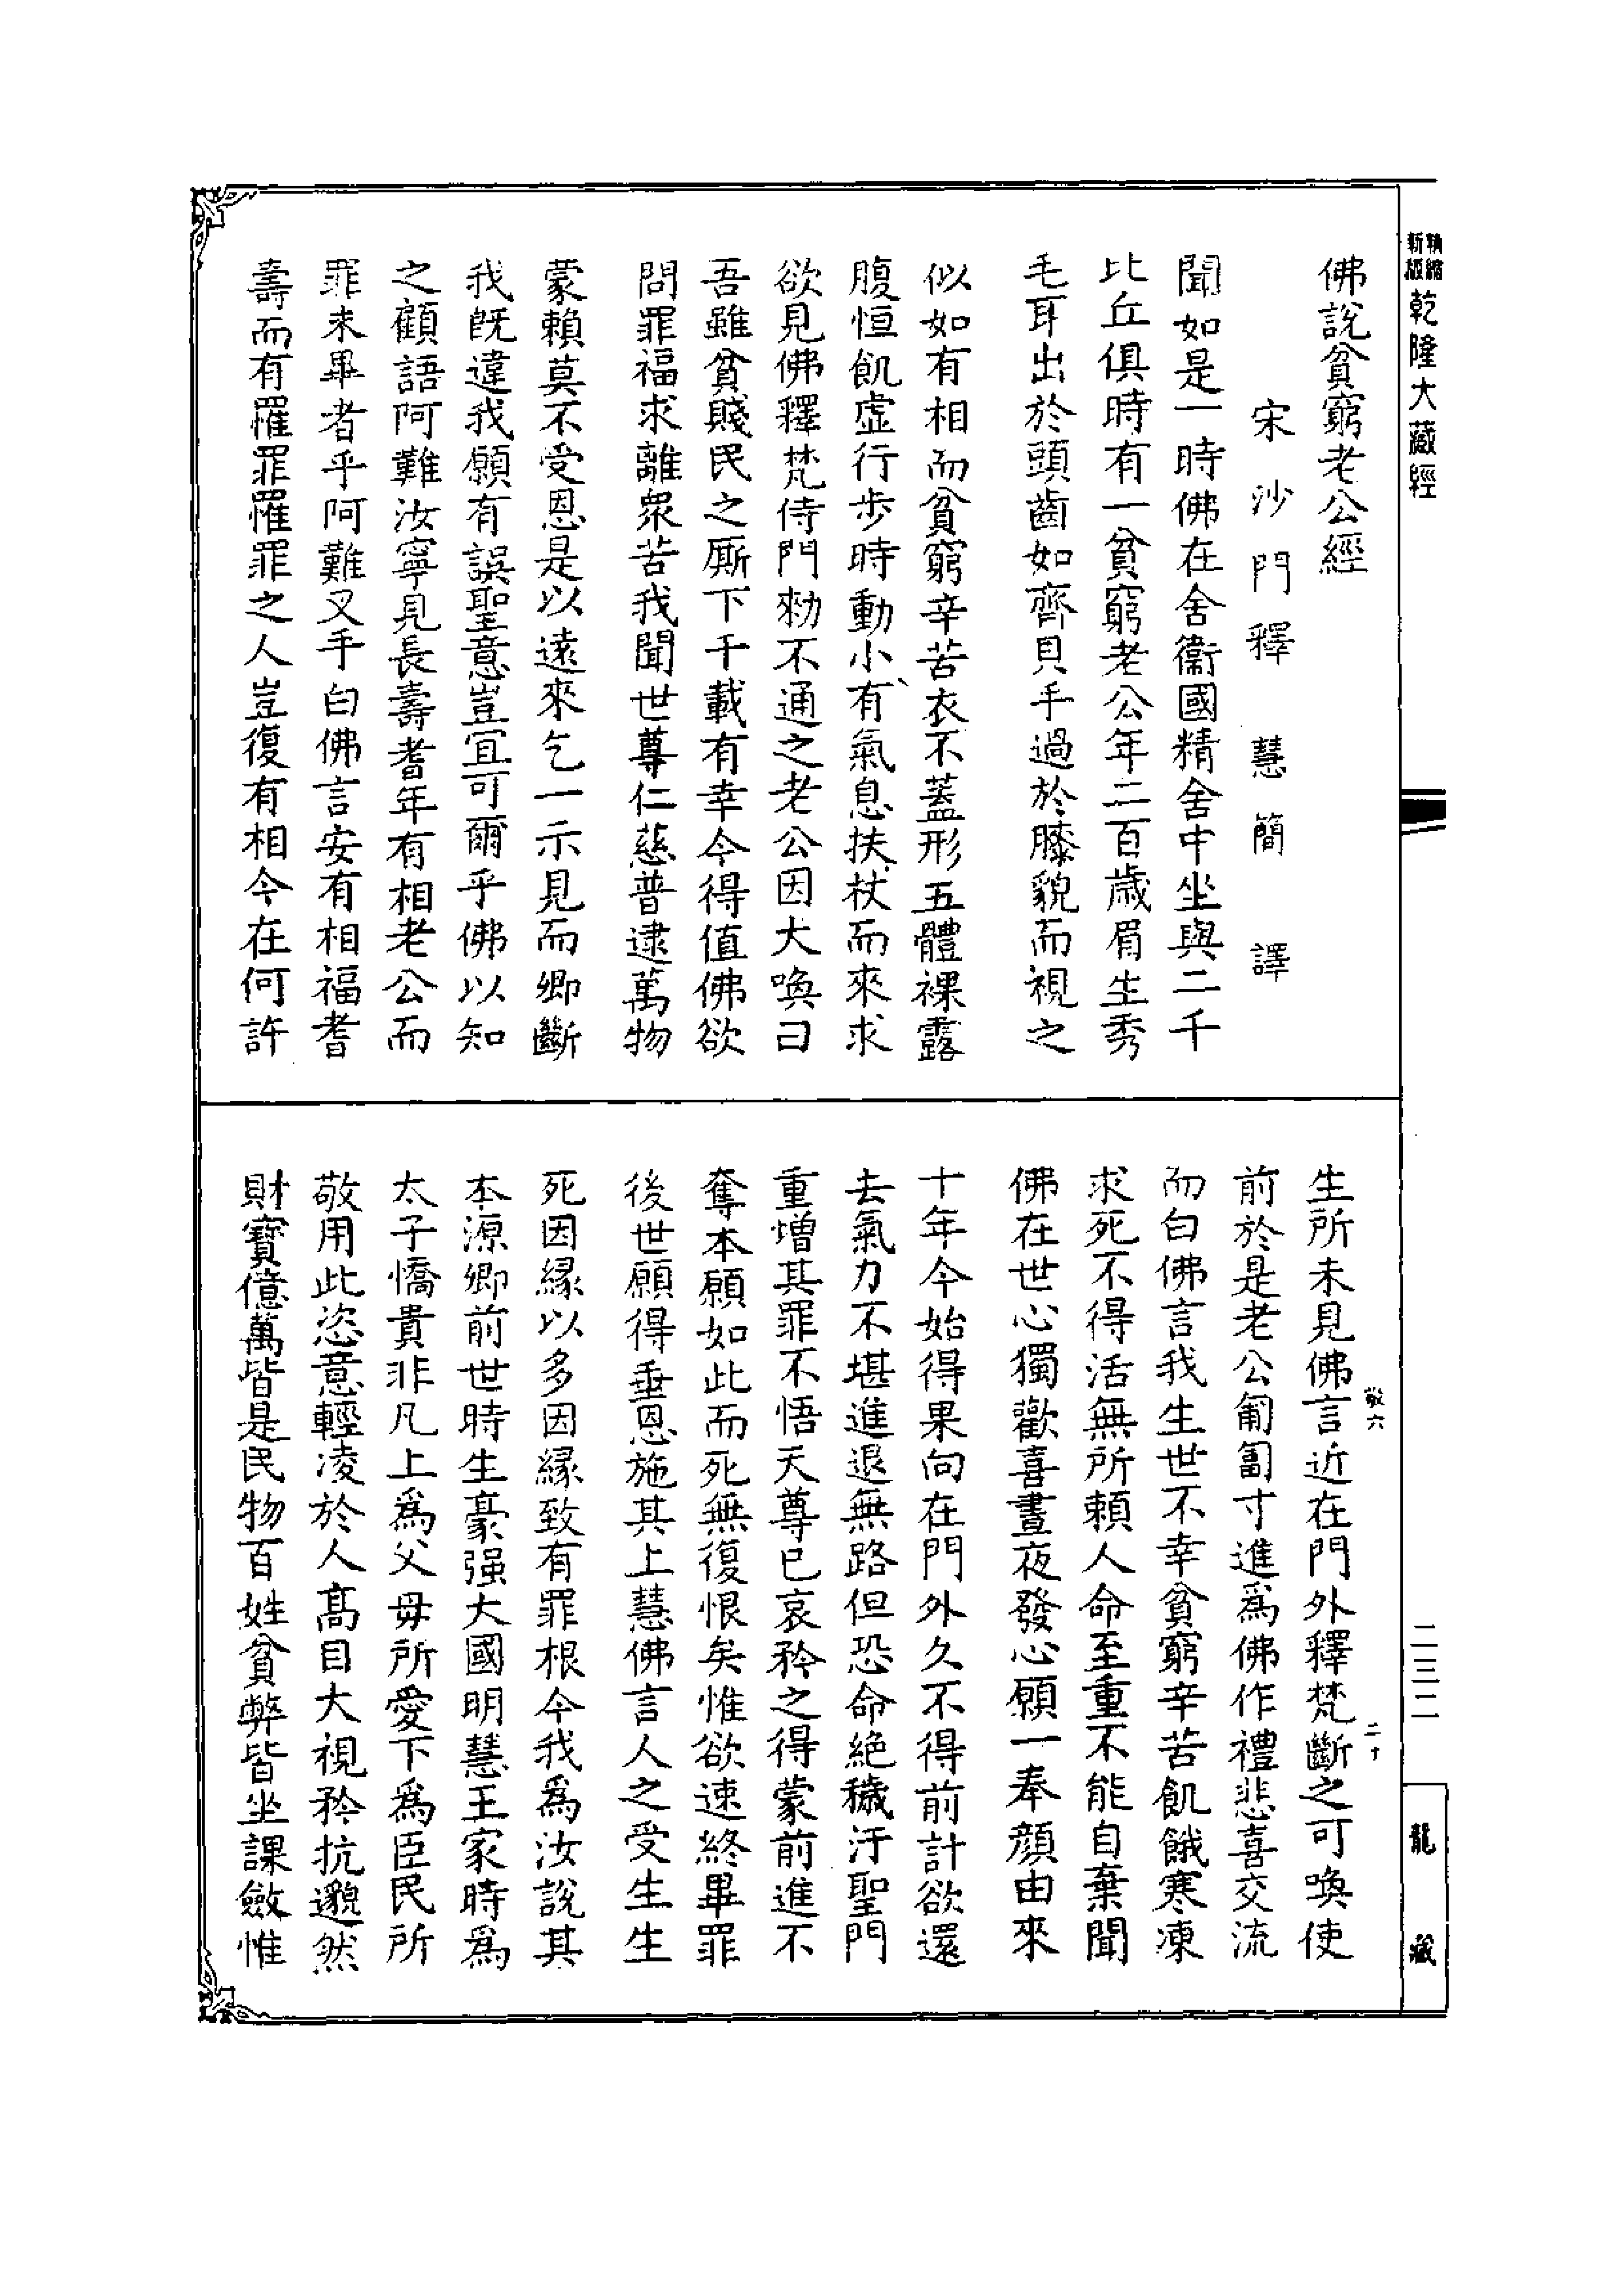 新版
精縮
乾隆大藏經
佛說貧窮老公經
宋沙門釋慧簡譯
聞如是一時佛在舍衞國精舍中坐與二千
比丘俱時有一貧窮老公年二百歲眉生秀
毛耳出於頭齒如齊貝手過於膝貌而視之
似如有相而貧窮辛苦衣不蓋形五體裸露
腹恒飢虛行步時動小有氣息扶杖而來求
欲見佛釋梵侍門勑不通之老公因大喚曰
吾雖貧賤民之厮下千載有幸今得值佛欲
問罪福求離衆苦我聞世尊仁慈普逮萬物
蒙賴莫不受恩是以遠來乞一示見而卿斷
我旣違我願有誤聖意豈宜可爾乎佛以知
之顧語阿難汝寧見長壽耆年有相老公而
罪未畢者乎阿難叉手白佛言安有相福耆
壽而有罹罪罹罪之人豈復有相今在何許
生所未見佛言近在門外釋梵斷之可喚使
前於是老公匍匐寸進爲佛作禮悲喜交流
而白佛言我生世不幸貧窮辛苦飢餓寒凍
求死不得活無所賴人命至重不能自棄聞
佛在世心獨歡喜晝夜發心願一奉顏由來
十年今始得果向在門外久不得前計欲還
去氣力不堪進退無路但恐命絕穢汙聖門
重增其罪不悟天尊已哀矜之得蒙前進不
奪本願如此而死無復恨矣惟欲速終畢罪
後世願得垂恩施其上慧佛言人之受生生
死因緣以多因緣致有罪根今我爲汝說其
本源卿前世時生豪强大國明慧王家時爲
太子憍貴非凡上爲父母所愛下爲臣民所
敬用此恣意輕凌於人髙目大視矜抗邈然
財寶億萬皆是民物百姓貧弊皆坐課斂惟
敬六
二十
二三二
龍藏